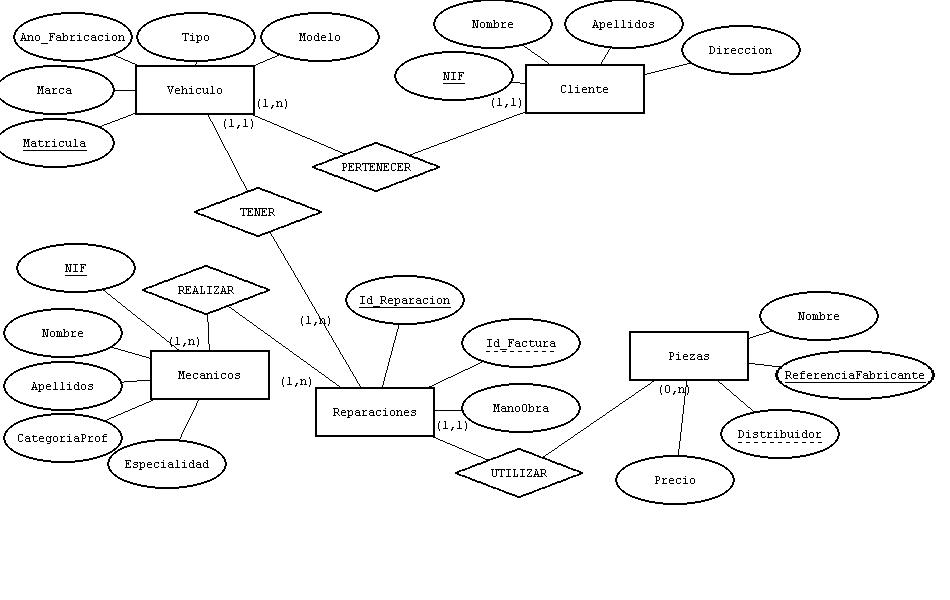 Nombre
Apellidos
Ano_Fabricacion
Tipo
Modelo
Direccion
NIF
Marca
Vehiculo
Cliente
(1,n)
(1,1)
(1,1)
Matricula
PERTENECER
TENER
NIF
REALIZAR
Id_Reparacion
Nombre
(1,n)
Nombre
(1,n)
Id_Factura
Piezas
Mecanicos
ReferenciaFabricante
Apellidos
(1,n)
(0,n)
Reparaciones
ManoObra
(1,1)
CategoriaProf
Distribuidor
Especialidad
UTILIZAR
Precio